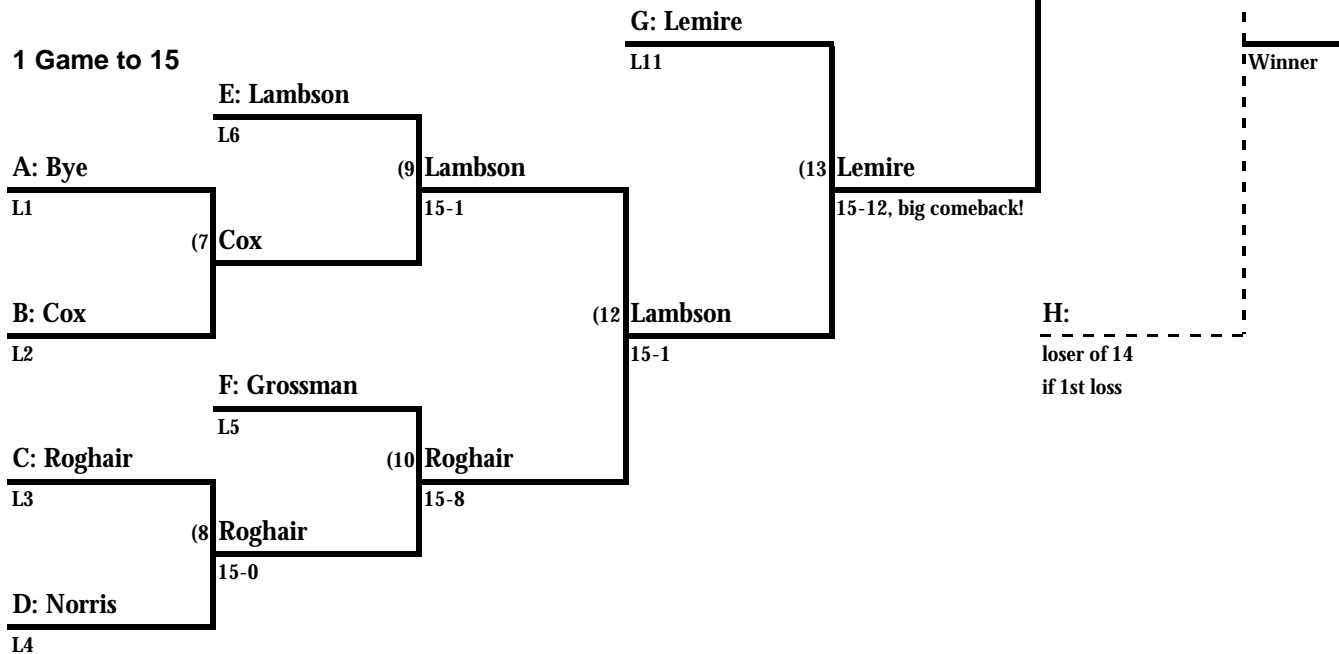 G: Lemire
1 Game to 15
L11
Winner
E: Lambson
L6
A: Bye
(9 Lambson
(13 Lemire
L1
15-1
15-12, big comeback!
(7 Cox
B: Cox
(12 Lambson
H:
L2
15-1
loser of 14
F: Grossman
if 1st loss
L5
C: Roghair
(10 Roghair
L3
15-8
(8 Roghair
15-0
D: Norris
L4